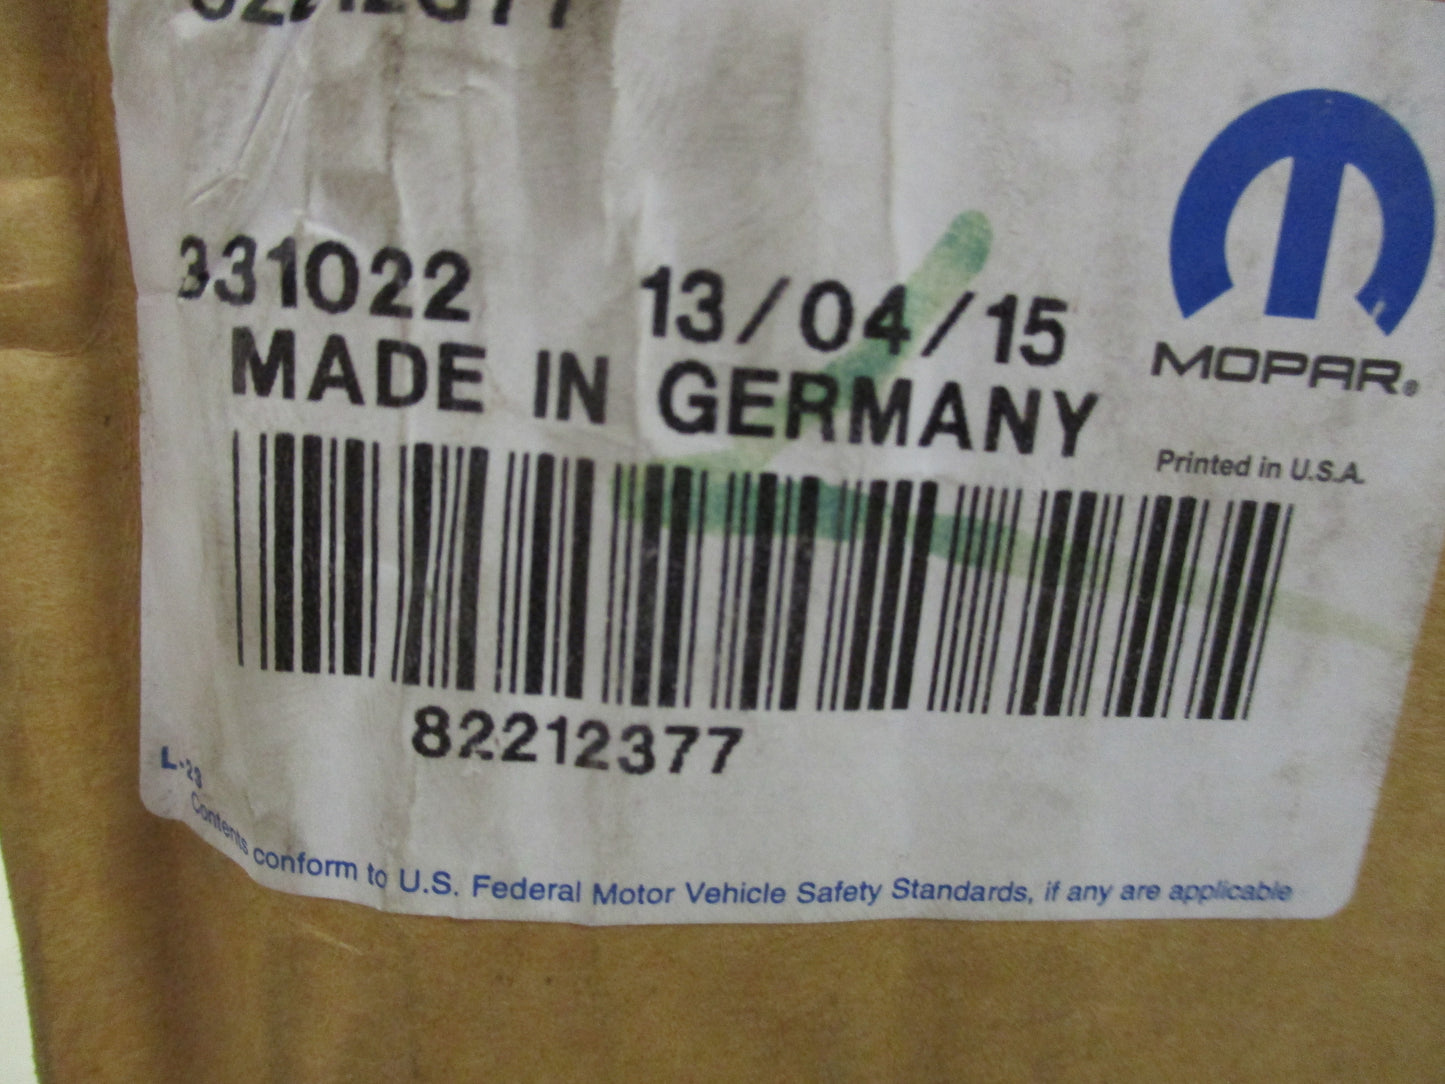 331022 13/04/15
MADE IN GERMANY
MOPAR®
Printed in U.S.A.
82212377
L-23
Contents conform to U.S. Federal Motor Vehicle Safety Standards, if any are applicable